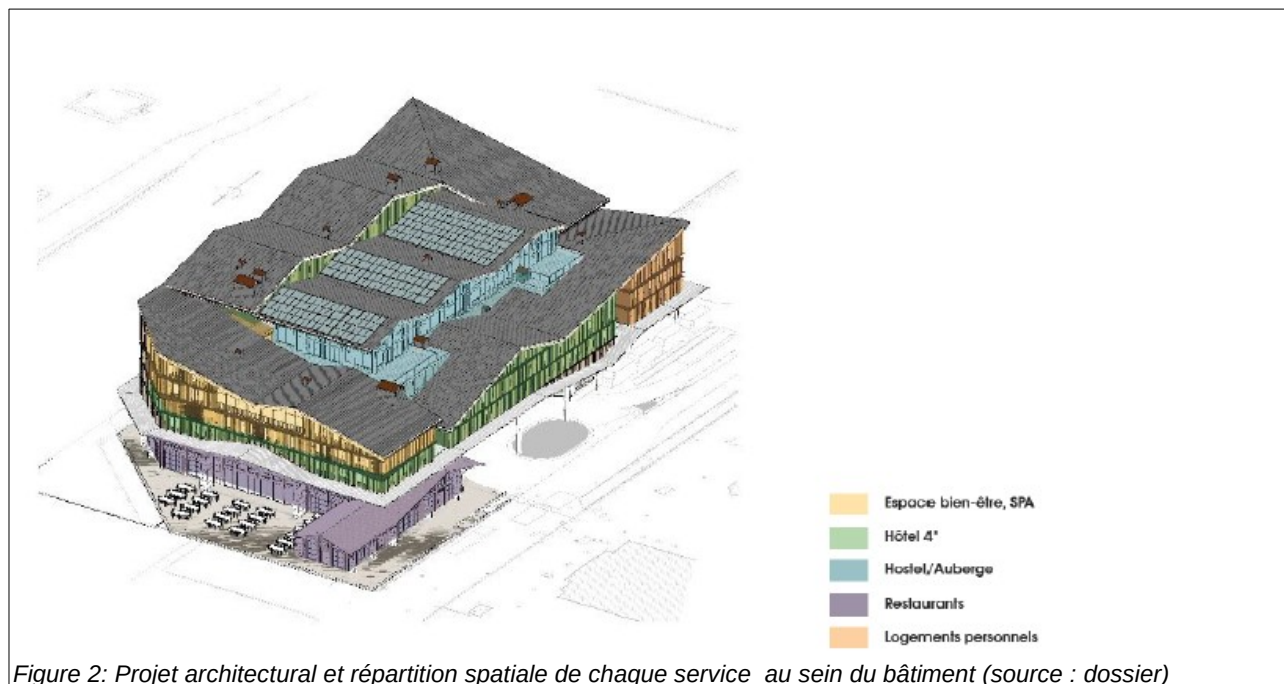 Espace bien-être, SPA
Hôtel 4*
Hostel/Auberge
Restaurants
Logements personnels
Figure 2: Projet architectural et répartition spatiale de chaque service au sein du bâtiment (source : dossier)